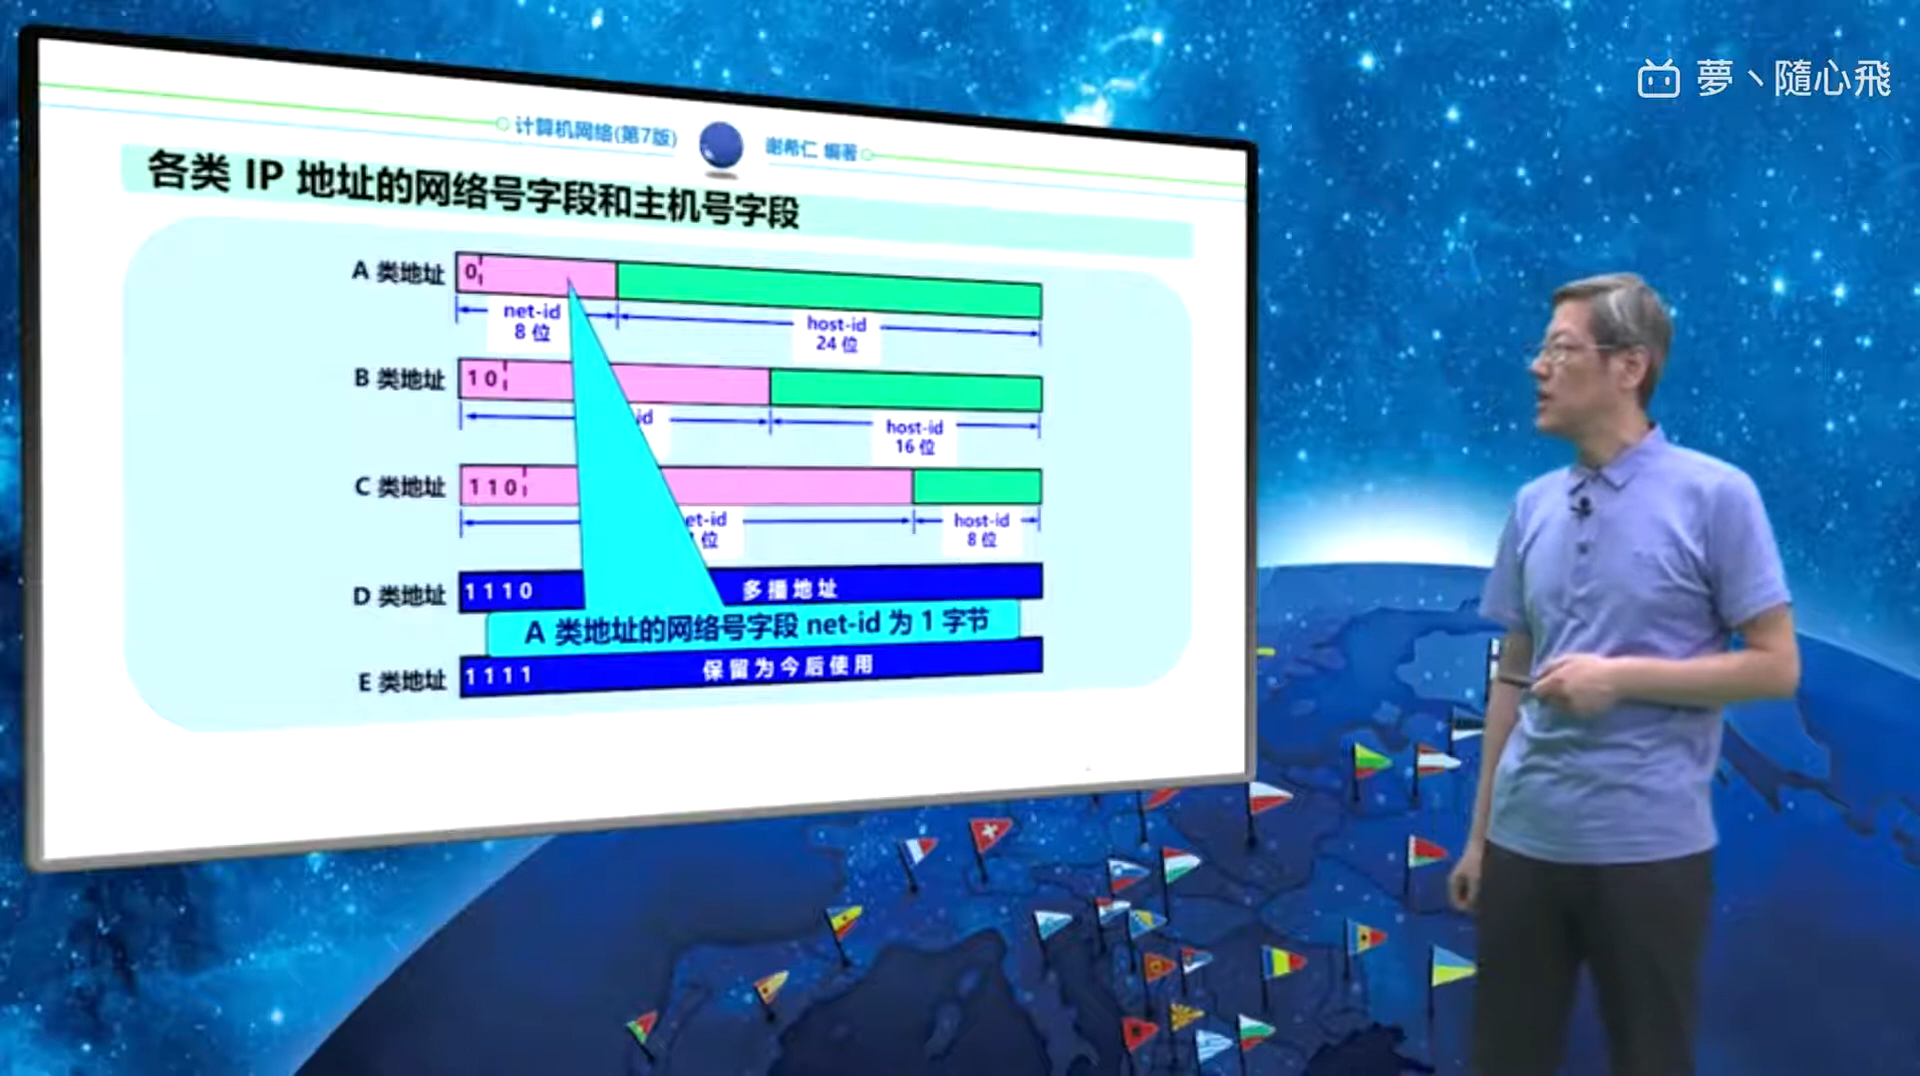 夢丶隨心飛
计算机网络(第7版)
谢希仁 编著
各类 IP 地址的网络号字段和主机号字段
A 类地址
0
net-id
8 位
host-id
24 位
B 类地址
1 0
id
host-id
16 位
C 类地址
1 1 0
et-id
位
host-id
8 位
D 类地址
1 1 1 0
多播地址
A 类地址的网络号字段 net-id 为 1 字节
E 类地址
1 1 1 1
保留为今后使用